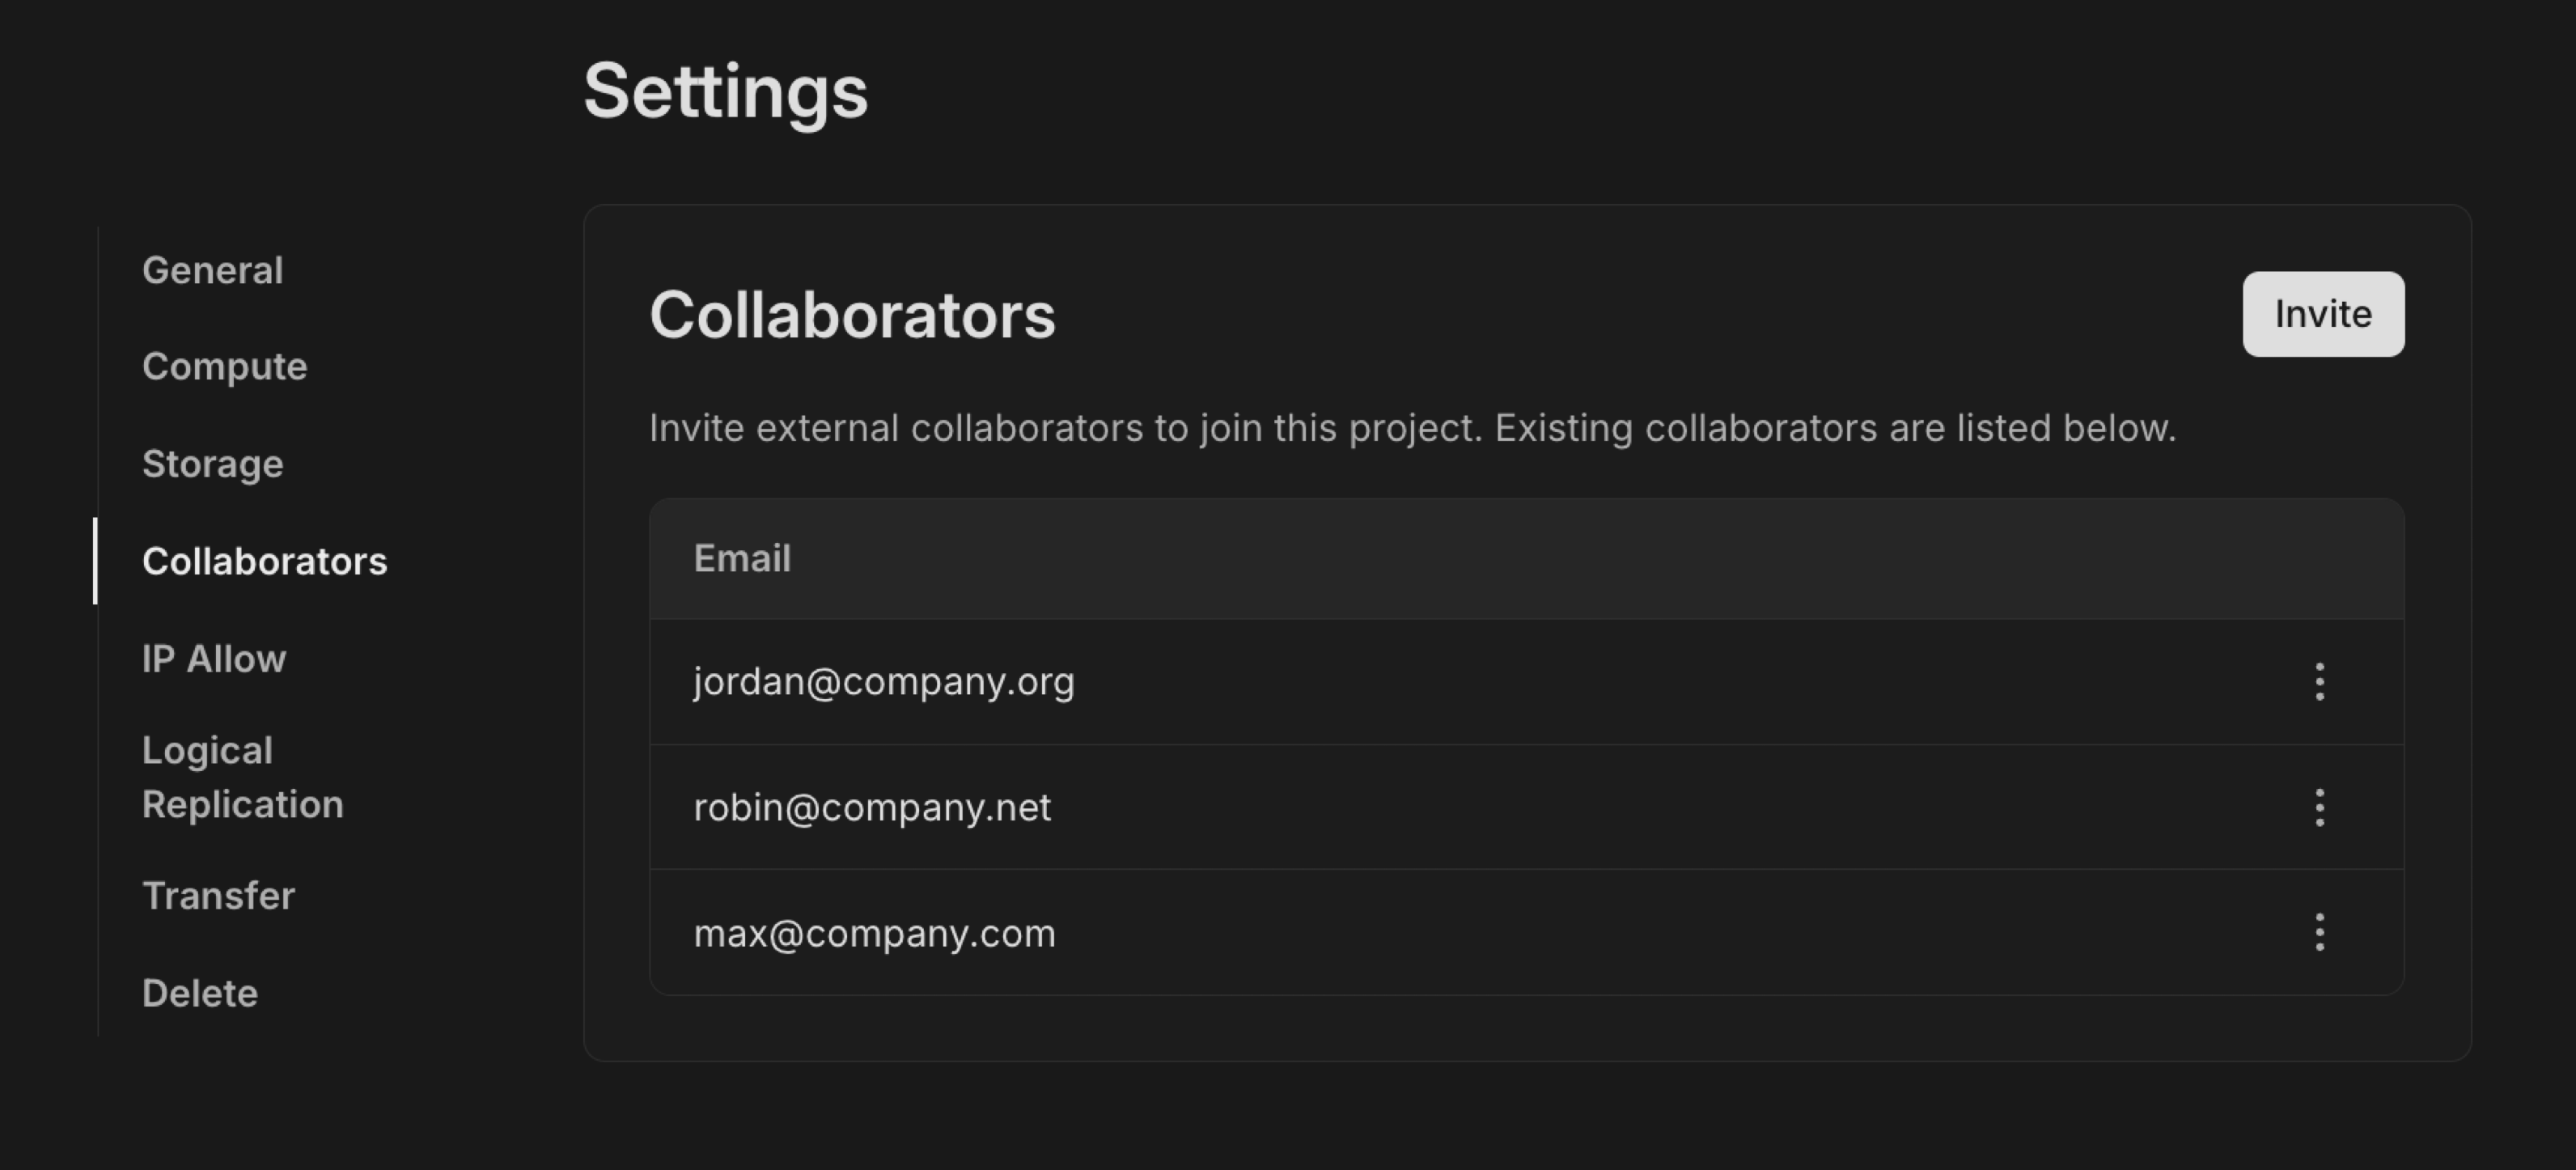 Settings
General
Compute
Storage
Collaborators
IP Allow
Logical
Replication
Transfer
Delete
Collaborators
Invite
Invite external collaborators to join this project. Existing collaborators are listed below.
Email
jordan@company.org
robin@company.net
max@company.com